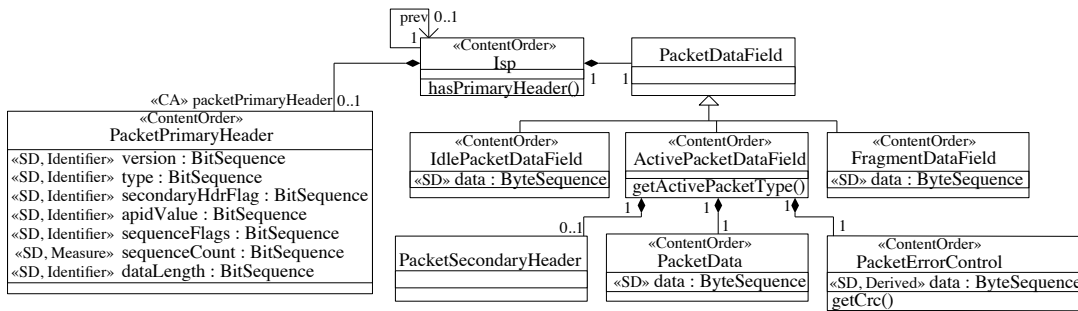 prev 0..1
1
«ContentOrder»
Isp
hasPrimaryHeader()
1
1
PacketDataField
«CA» packetPrimaryHeader
0..1
«ContentOrder»
PacketPrimaryHeader
«SD, Identifier» version : BitSequence
«SD, Identifier» type : BitSequence
«SD, Identifier» secondaryHdrFlag : BitSequence
«SD, Identifier» apidValue : BitSequence
«SD, Identifier» sequenceFlags : BitSequence
«SD, Measure» sequenceCount : BitSequence
«SD, Identifier» dataLength : BitSequence
«ContentOrder»
IdlePacketDataField
«SD» data : ByteSequence
«ContentOrder»
ActivePacketDataField
getActivePacketType()
«ContentOrder»
FragmentDataField
«SD» data : ByteSequence
1
1
1
0..1
1
1
PacketSecondaryHeader
«ContentOrder»
PacketData
«SD» data : ByteSequence
«ContentOrder»
PacketErrorControl
«SD, Derived» data : ByteSequence
getCrc()